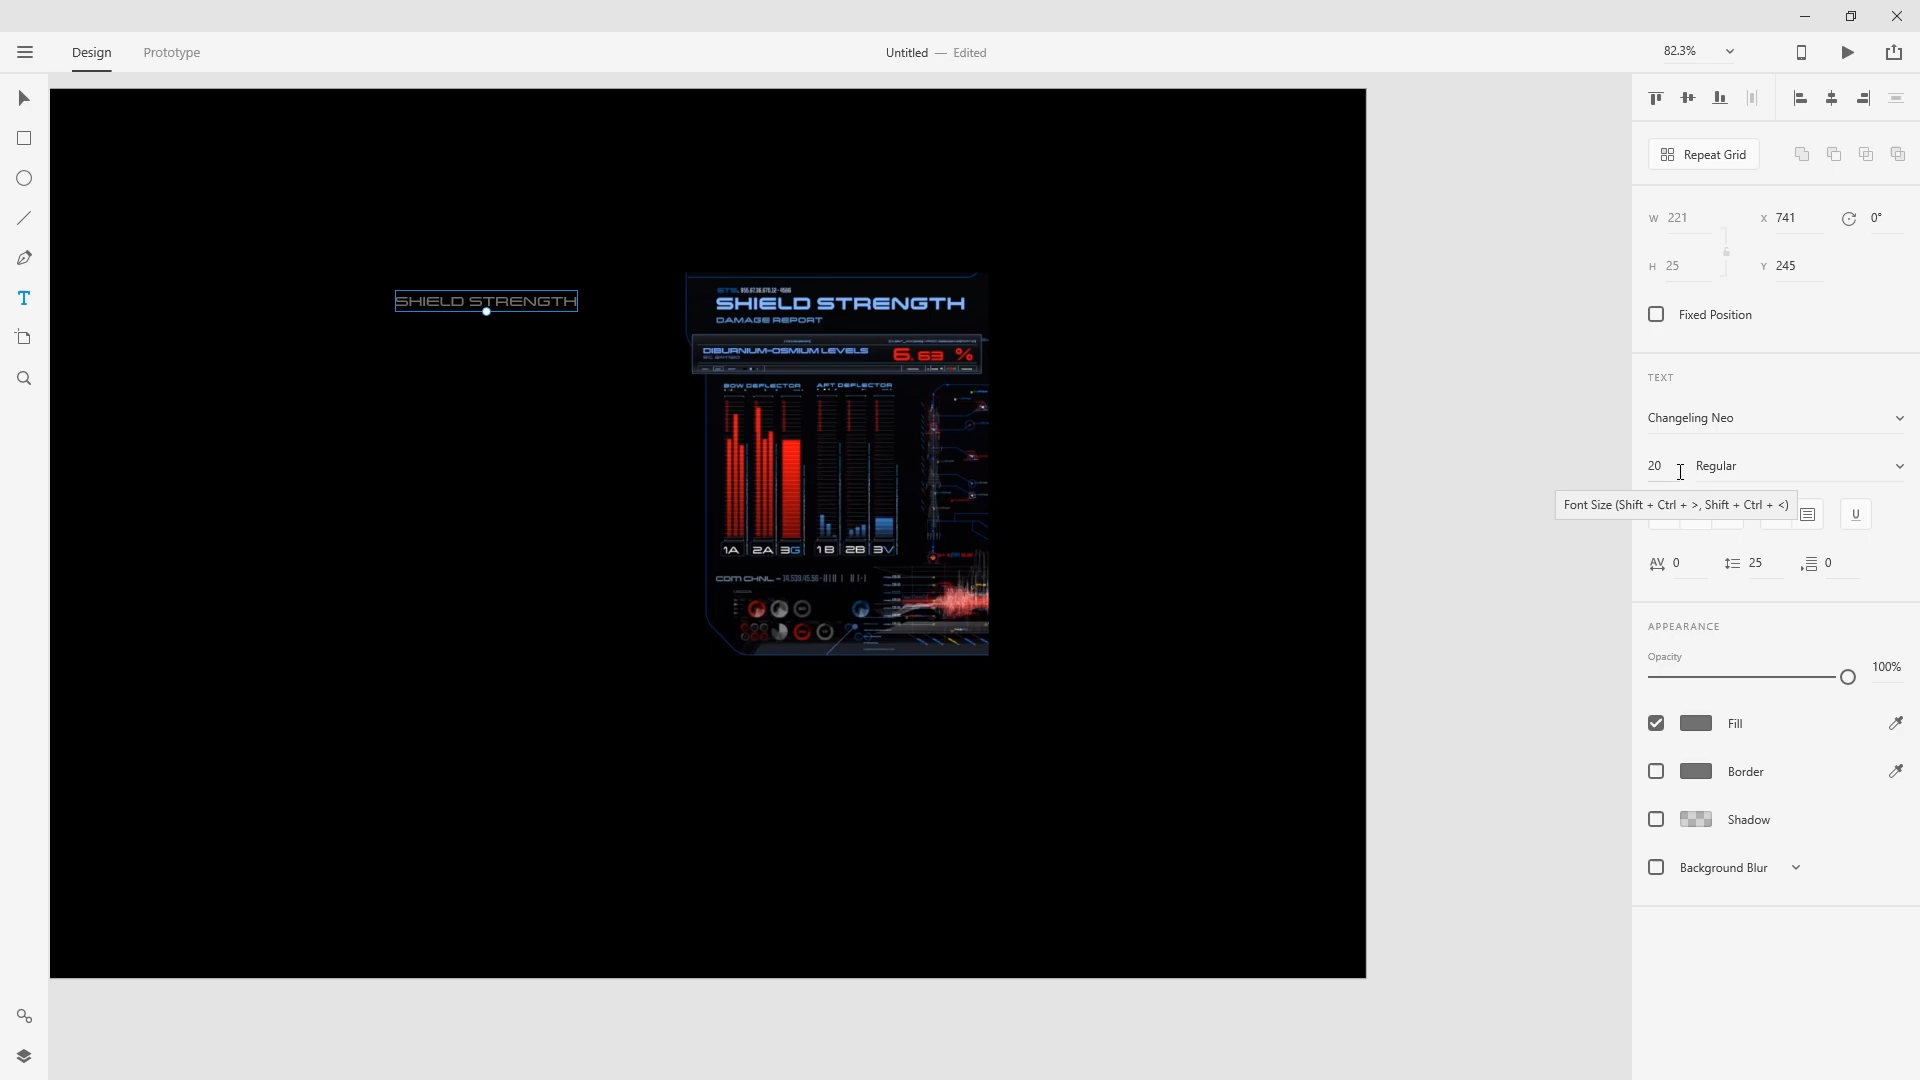 Design
Prototype
Untitled — Edited
82.3%
Repeat Grid
W 221
X 741
0°
H 25
Y 245
Fixed Position
TEXT
Changeling Neo
20
Regular
Font Size (Shift + Ctrl + >, Shift + Ctrl + <)
U
AV 0
25
0
APPEARANCE
Opacity
100%
Fill
Border
Shadow
Background Blur
SHIELD STRENGTH
SHIELD STRENGTH
DAMAGE REPORT
DIBURNIUM-OSMIUM LEVELS
6.63 %
BOW DEFLECTOR
AFT DEFLECTOR
1A 2A 3G 1B 2B 3V
COM CHNL –